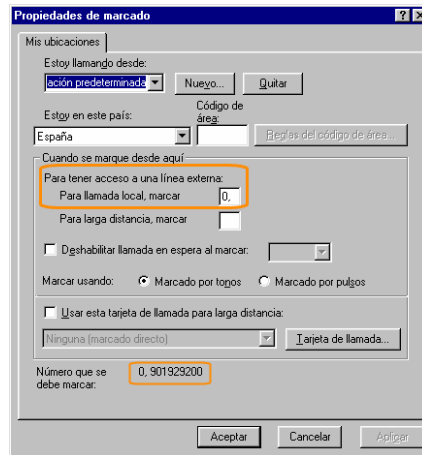 Propiedades de marcado
Mis ubicaciones
Estoy llamando desde:
ación predeterminada
Nuevo...
Quitar
Estoy en este país:
Código de
área:
España
Reglas del código de área...
Cuando se marque desde aquí
Para tener acceso a una línea externa:
Para llamada local, marcar
0,
Para larga distancia, marcar
Deshabilitar llamada en espera al marcar:
Marcar usando:
Marcado por tonos
Marcado por pulsos
Usar esta tarjeta de llamada para larga distancia:
Ninguna (marcado directo)
Tarjeta de llamada...
Número que se
debe marcar:
0, 901929200
Aceptar
Cancelar
Aplicar